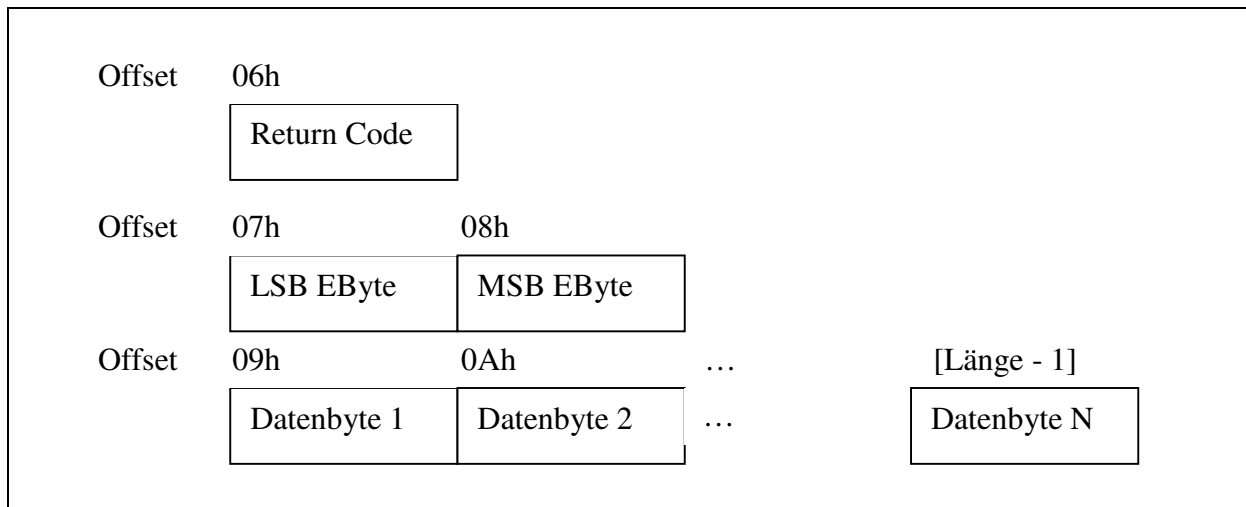 Offset 06h
Return Code
Offset 07h 08h
LSB EByte MSB EByte
Offset 09h 0Ah … [Länge - 1]
Datenbyte 1 Datenbyte 2 … Datenbyte N